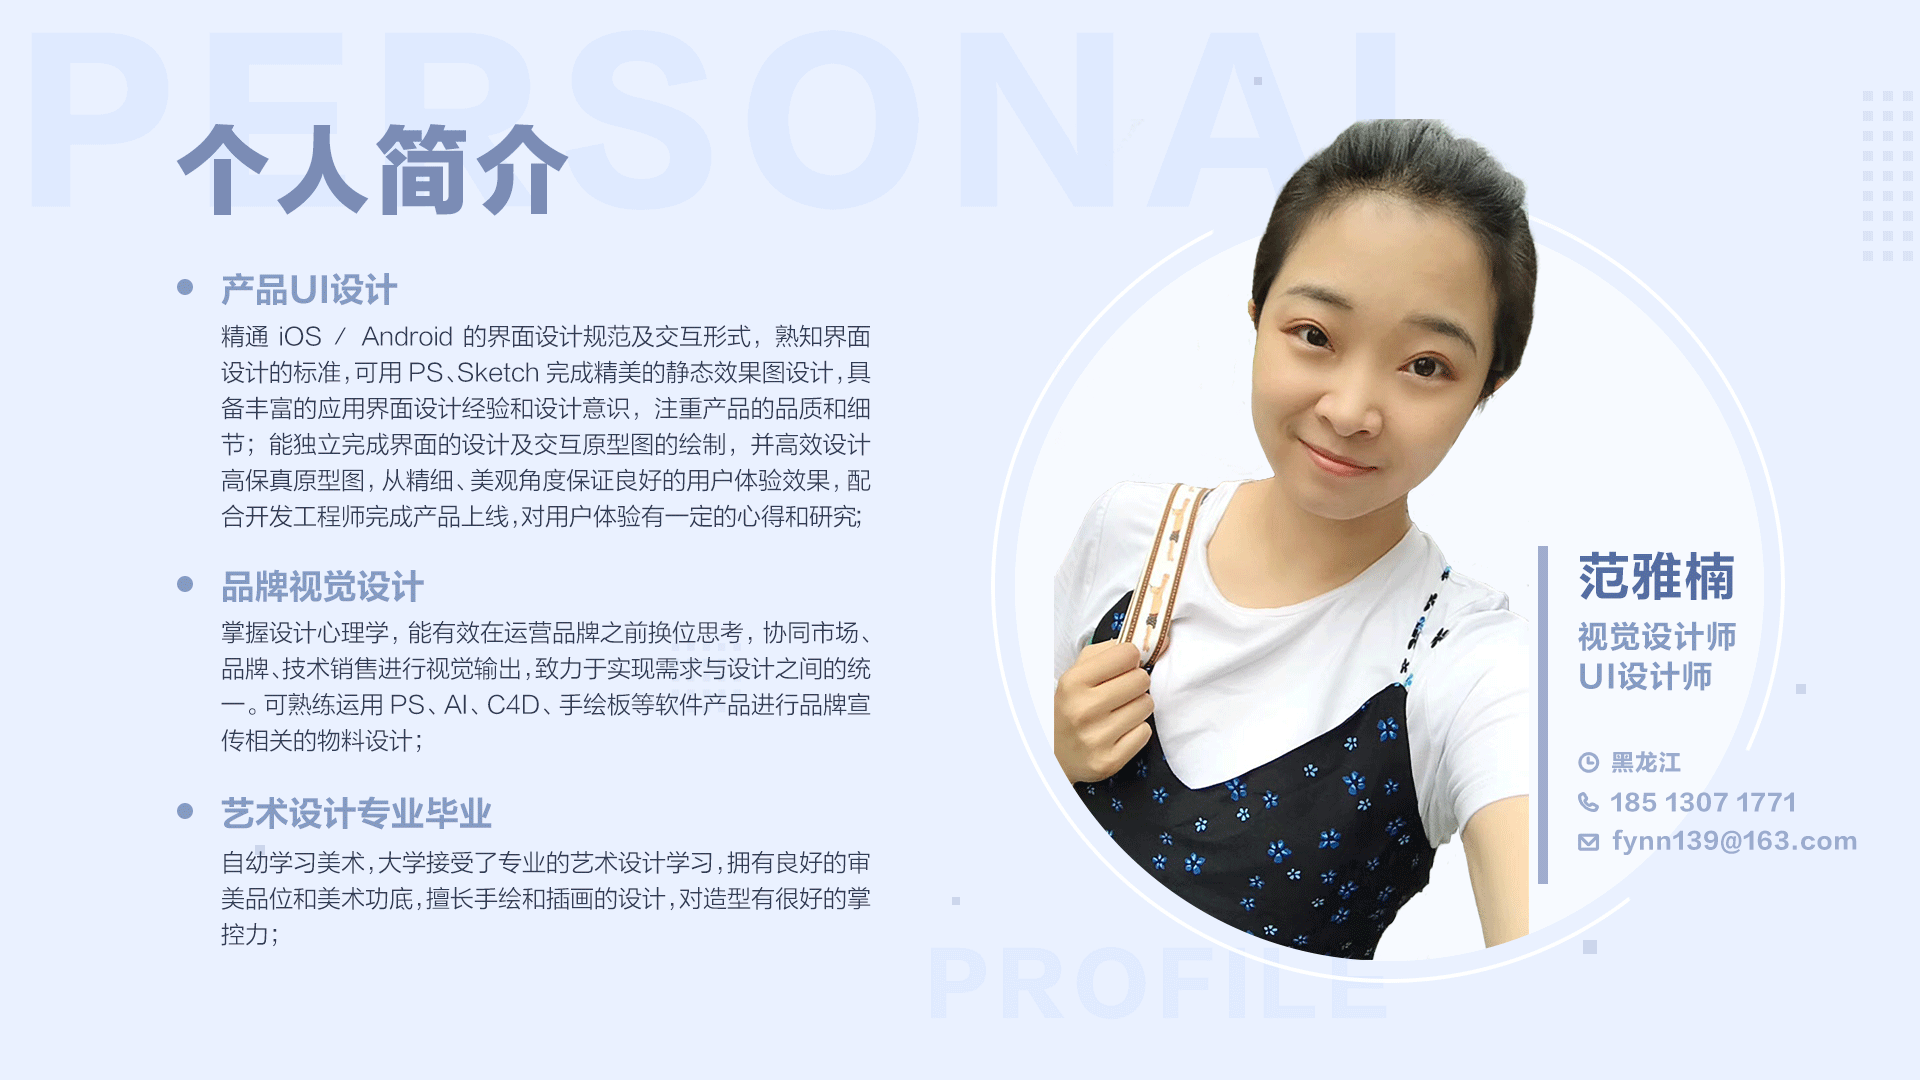 PERSONAL
个人简介
产品UI设计
精通 iOS / Android 的界面设计规范及交互形式，熟知界面
设计的标准，可用 PS、Sketch 完成精美的静态效果图设计，具
备丰富的应用界面设计经验和设计意识，注重产品的品质和细
节；能独立完成界面的设计及交互原型图的绘制，并高效设计
高保真原型图，从精细、美观角度保证良好的用户体验效果，配
合开发工程师完成产品上线，对用户体验有一定的心得和研究；
品牌视觉设计
掌握设计心理学，能有效在运营品牌之前换位思考，协同市场、
品牌、技术销售进行视觉输出，致力于实现需求与设计之间的统
一。可熟练运用 PS、AI、C4D、手绘板等软件产品进行品牌宣
传相关的物料设计；
艺术设计专业毕业
自幼学习美术，大学接受了专业的艺术设计学习，拥有良好的审
美品位和美术功底，擅长手绘和插画的设计，对造型有很好的掌
控力；
范雅楠
视觉设计师
UI设计师
黑龙江
185 1307 1771
fynn139@163.com
PROFILE